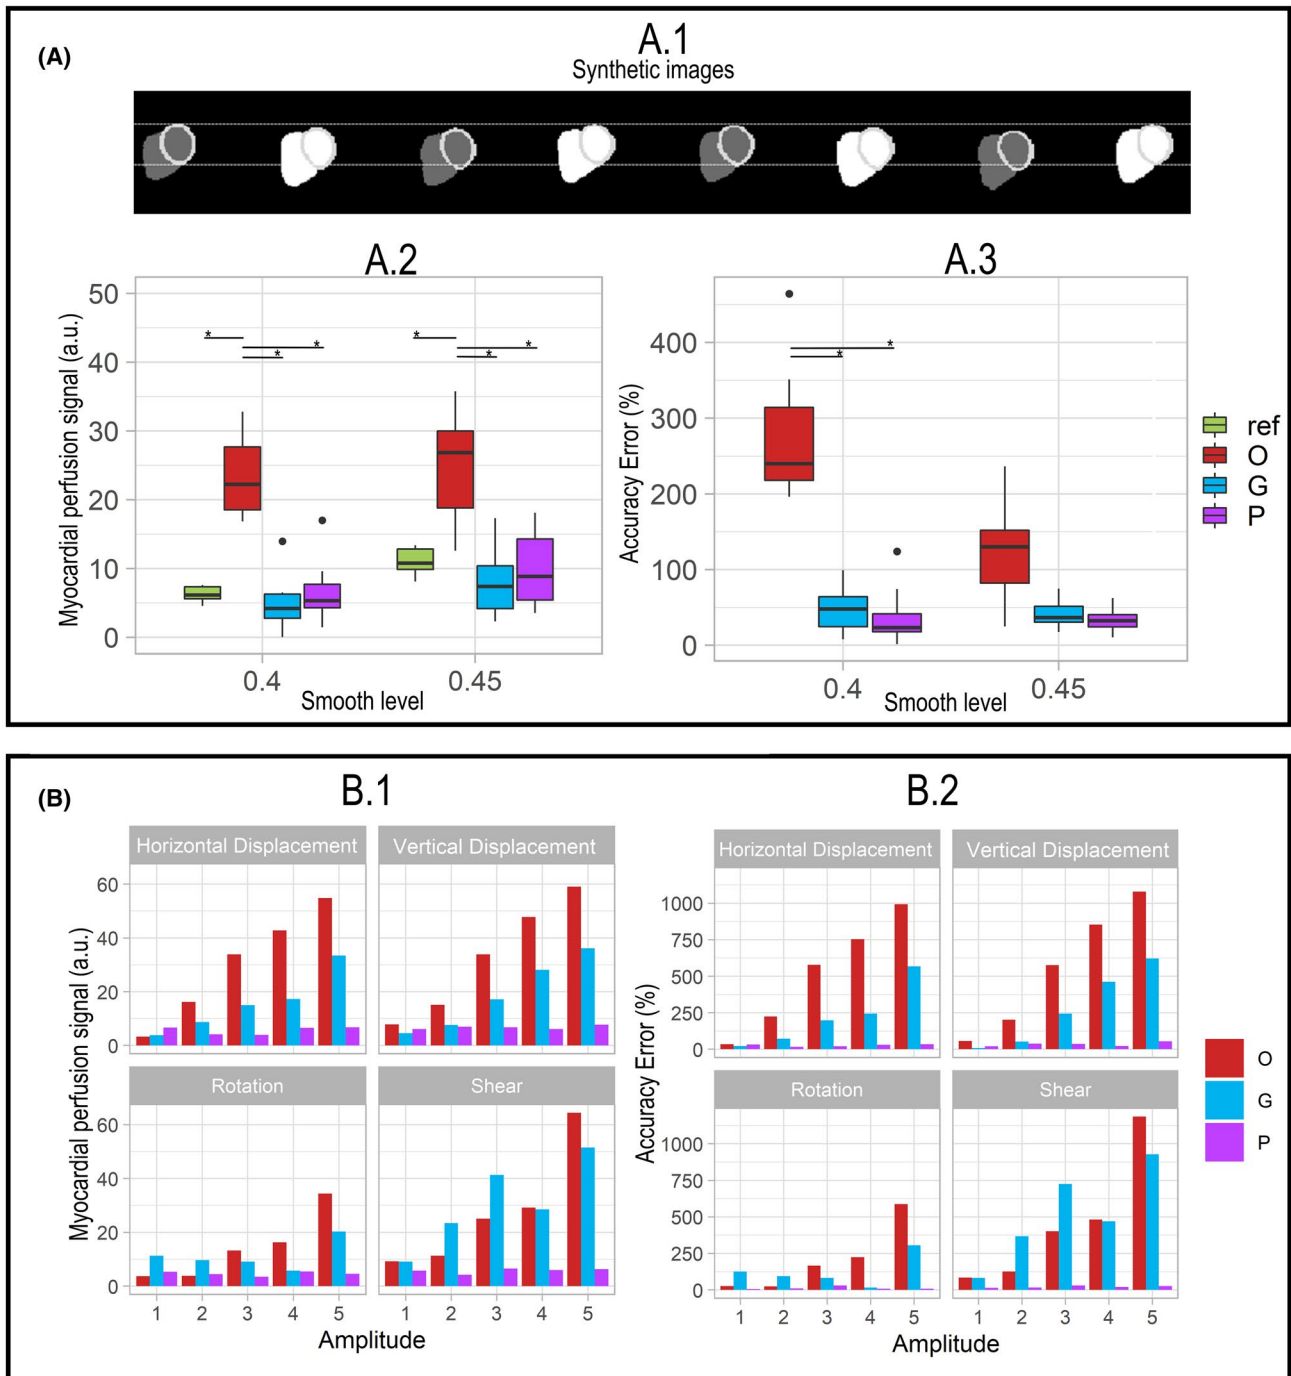 (A)
A.1
Synthetic images
A.2
Myocardial perfusion signal (a.u.)
50
40
30
20
10
0
* * *
* * *
0.4 0.45
Smooth level
A.3
Accuracy Error (%)
400
300
200
100
0
* *
0.4 0.45
Smooth level
ref
O
G
P
(B)
B.1
Myocardial perfusion signal (a.u.)
Horizontal Displacement Vertical Displacement
60
40
20
0
Rotation Shear
60
40
20
0
1 2 3 4 5 1 2 3 4 5
Amplitude
B.2
Accuracy Error (%)
Horizontal Displacement Vertical Displacement
1000
750
500
250
0
Rotation Shear
1000
750
500
250
0
1 2 3 4 5 1 2 3 4 5
Amplitude
O
G
P